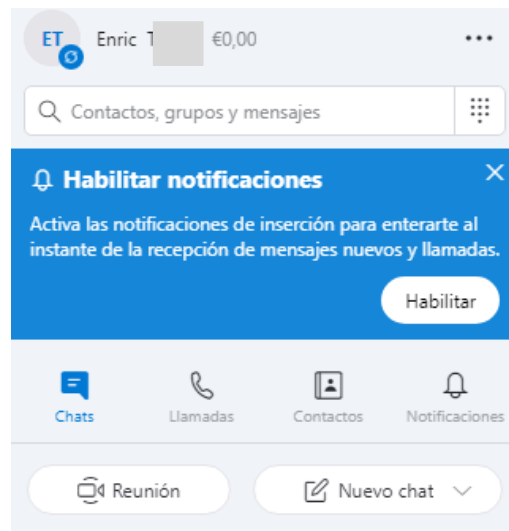 ET Enric T €0,00
Contactos, grupos y mensajes
Habilitar notificaciones
Activa las notificaciones de inserción para enterarte al
instante de la recepción de mensajes nuevos y llamadas.
Habilitar
Chats Llamadas Contactos Notificaciones
Reunión Nuevo chat